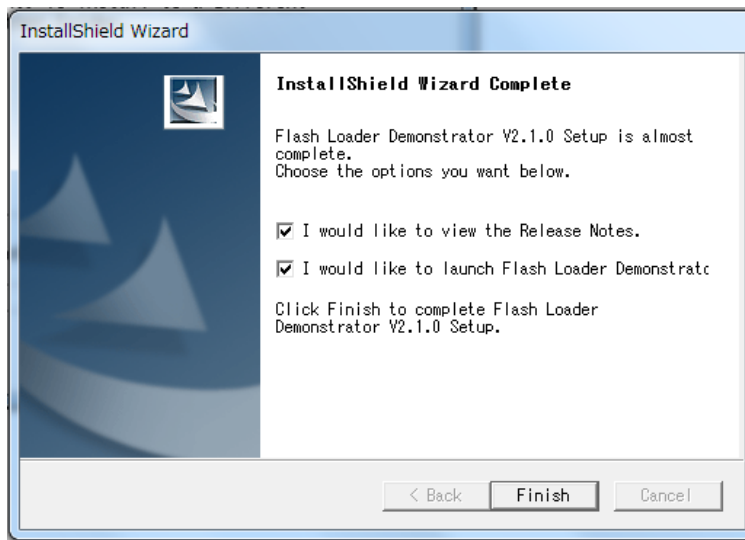 InstallShield Wizard
InstallShield Wizard Complete
Flash Loader Demonstrator V2.1.0 Setup is almost
complete.
Choose the options you want below.
I would like to view the Release Notes.
I would like to launch Flash Loader Demonstratc
Click Finish to complete Flash Loader
Demonstrator V2.1.0 Setup.
< Back
Finish
Cancel